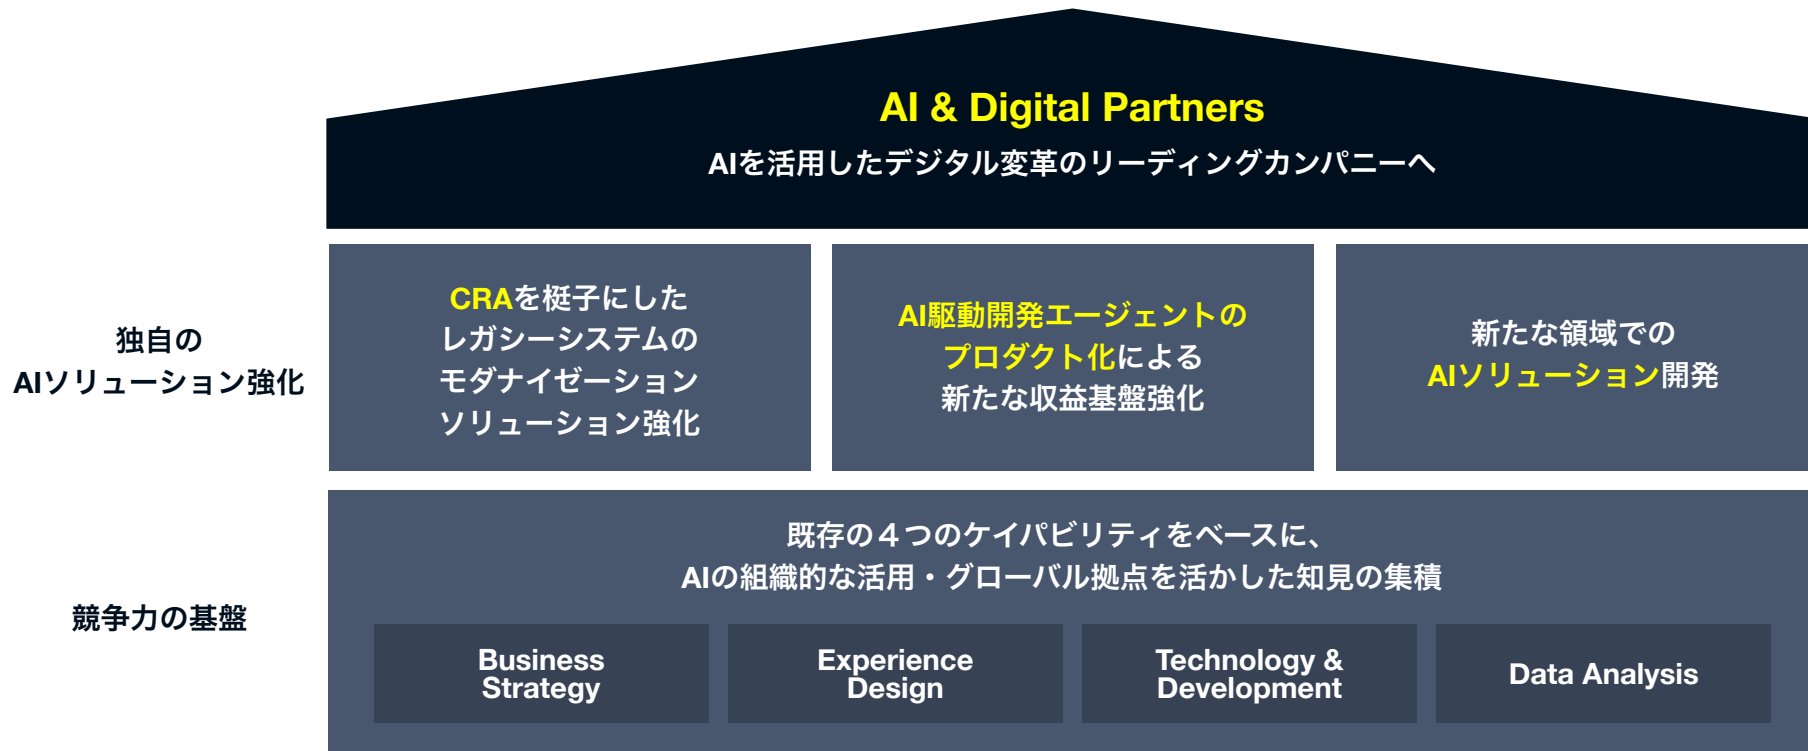 AI & Digital Partners
AIを活用したデジタル変革のリーディングカンパニーへ
独自の
AIソリューション強化
CRAを梃子にした
レガシーシステムの
モダナイゼーション
ソリューション強化
AI駆動開発エージェントの
プロダクト化による
新たな収益基盤強化
新たな領域での
AIソリューション開発
競争力の基盤
既存の４つのケイパビリティをベースに、
AIの組織的な活用・グローバル拠点を活かした知見の集積
Business
Strategy
Experience
Design
Technology &
Development
Data Analysis